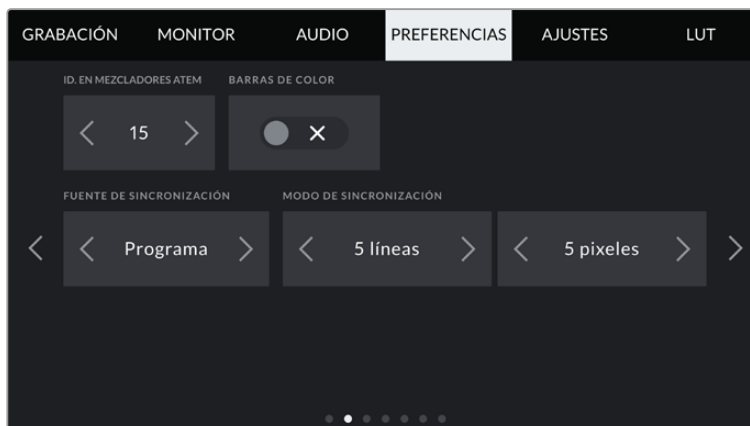 GRABACIÓN MONITOR AUDIO PREFERENCIAS AJUSTES LUT
ID. EN MEZCLADORES ATEM BARRAS DE COLOR
15
FUENTE DE SINCRONIZACIÓN MODO DE SINCRONIZACIÓN
Programa 5 líneas 5 pixeles